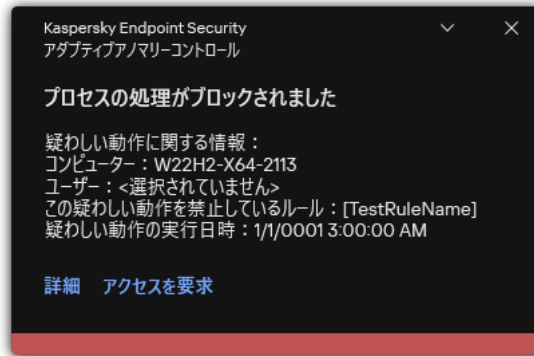 Kaspersky Endpoint Security
アダプティブアノマリーコントロール
プロセスの処理がブロックされました
疑わしい動作に関する情報：
コンピューター：W22H2-X64-2113
ユーザー：<選択されていません>
この疑わしい動作を禁止しているルール：[TestRuleName]
疑わしい動作の実行日時：1/1/0001 3:00:00 AM
詳細 アクセスを要求